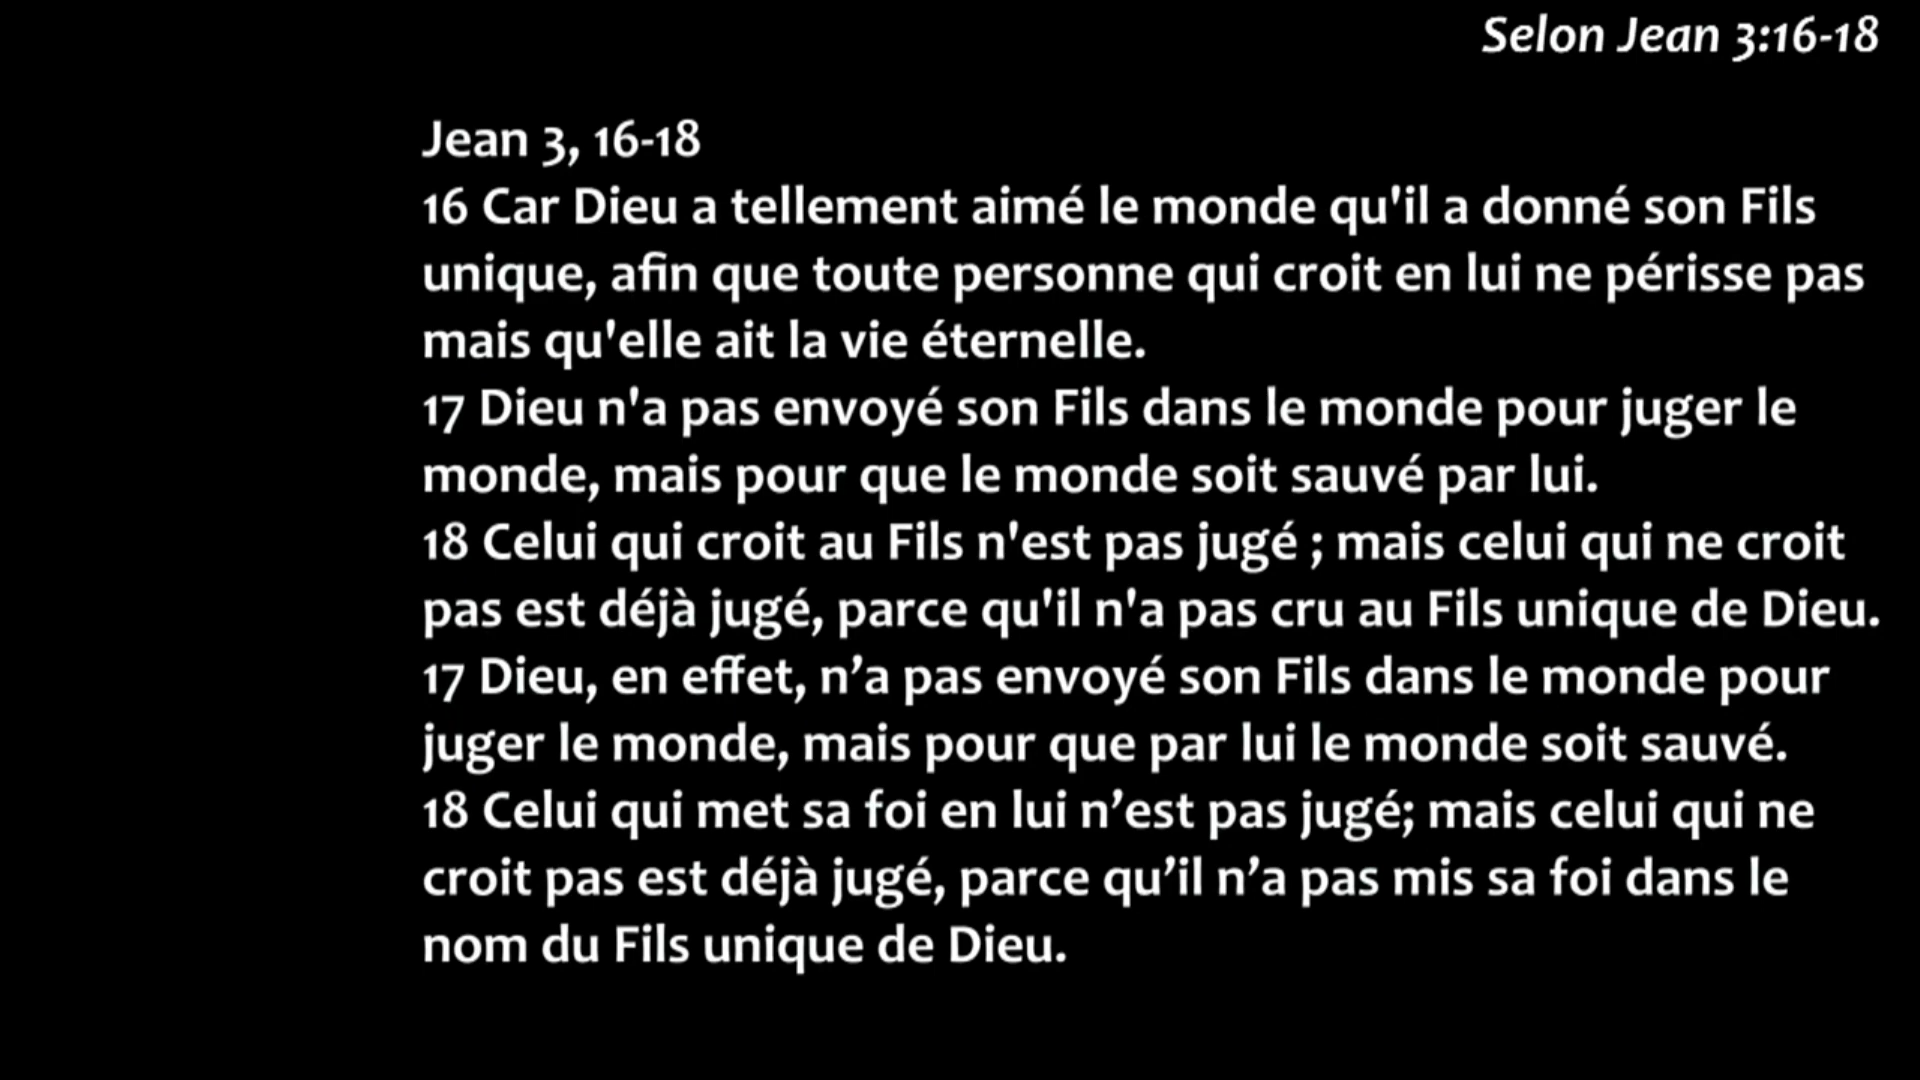 Selon Jean 3:16-18
Jean 3, 16-18
16 Car Dieu a tellement aimé le monde qu'il a donné son Fils
unique, afin que toute personne qui croit en lui ne périsse pas
mais qu'elle ait la vie éternelle.
17 Dieu n'a pas envoyé son Fils dans le monde pour juger le
monde, mais pour que le monde soit sauvé par lui.
18 Celui qui croit au Fils n'est pas jugé ; mais celui qui ne croit
pas est déjà jugé, parce qu'il n'a pas cru au Fils unique de Dieu.
17 Dieu, en effet, n’a pas envoyé son Fils dans le monde pour
juger le monde, mais pour que par lui le monde soit sauvé.
18 Celui qui met sa foi en lui n’est pas jugé; mais celui qui ne
croit pas est déjà jugé, parce qu’il n’a pas mis sa foi dans le
nom du Fils unique de Dieu.